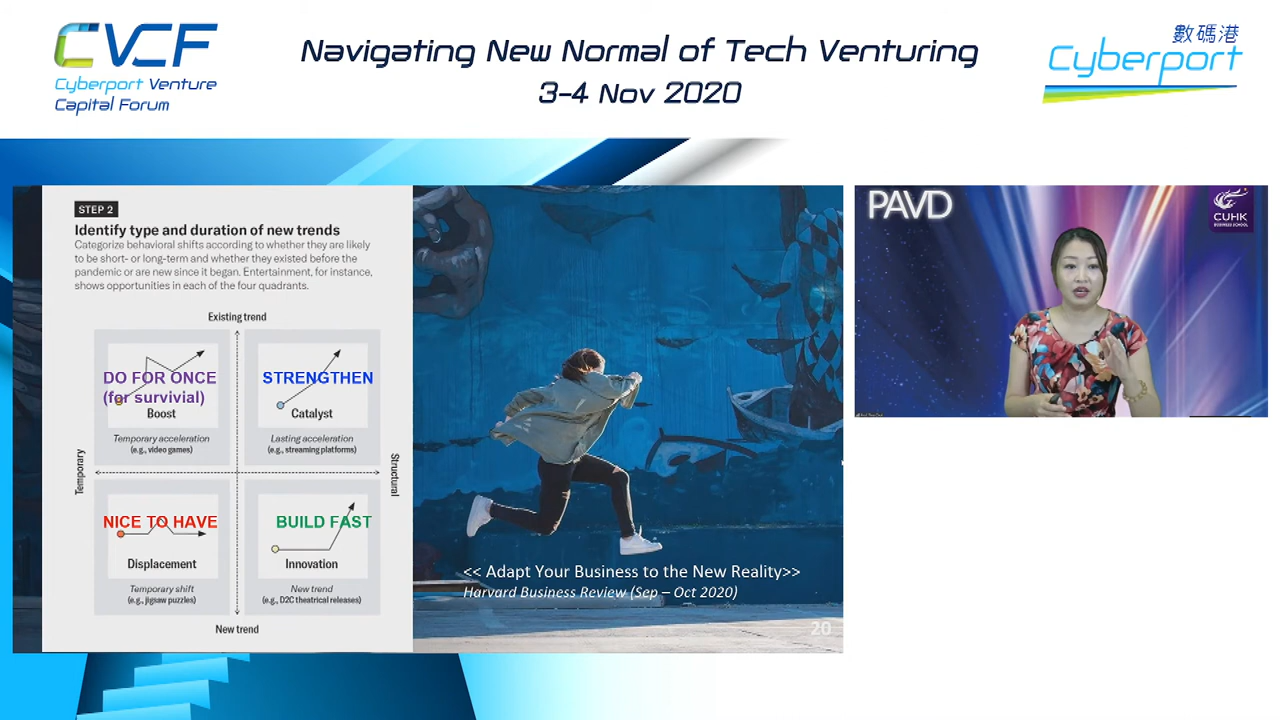 CVCF
Cyberport Venture
Capital Forum
Navigating New Normal of Tech Venturing
3-4 Nov 2020
數碼港
Cyberport
STEP 2
Identify type and duration of new trends
Categorize behavioral shifts according to whether they are likely
to be short- or long-term and whether they existed before the
pandemic or are new since it began. Entertainment, for instance,
shows opportunities in each of the four quadrants.
Existing trend
DO FOR ONCE
(for survivial)
Boost
Temporary acceleration
(e.g., video games)
STRENGTHEN
Catalyst
Lasting acceleration
(e.g., streaming platforms)
Temporary
Structural
NICE TO HAVE
Displacement
Temporary shift
(e.g., jigsaw puzzles)
BUILD FAST
Innovation
New trend
(e.g., D2C theatrical releases)
New trend
<< Adapt Your Business to the New Reality>>
Harvard Business Review (Sep – Oct 2020)
20
PAVD
CUHK
BUSINESS SCHOOL